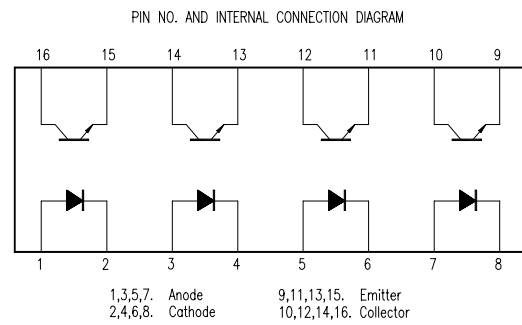 PIN NO. AND INTERNAL CONNECTION DIAGRAM
16 15 14 13 12 11 10 9
1 2 3 4 5 6 7 8
1,3,5,7. Anode 9,11,13,15. Emitter
2,4,6,8. Cathode 10,12,14,16. Collector